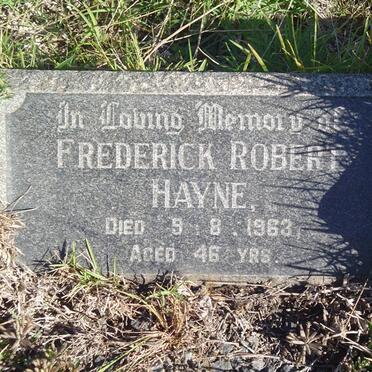 In Loving Memory of
FREDERICK ROBERT
HAYNE,
DIED 9. 8. 1963,
AGED 46 YRS.